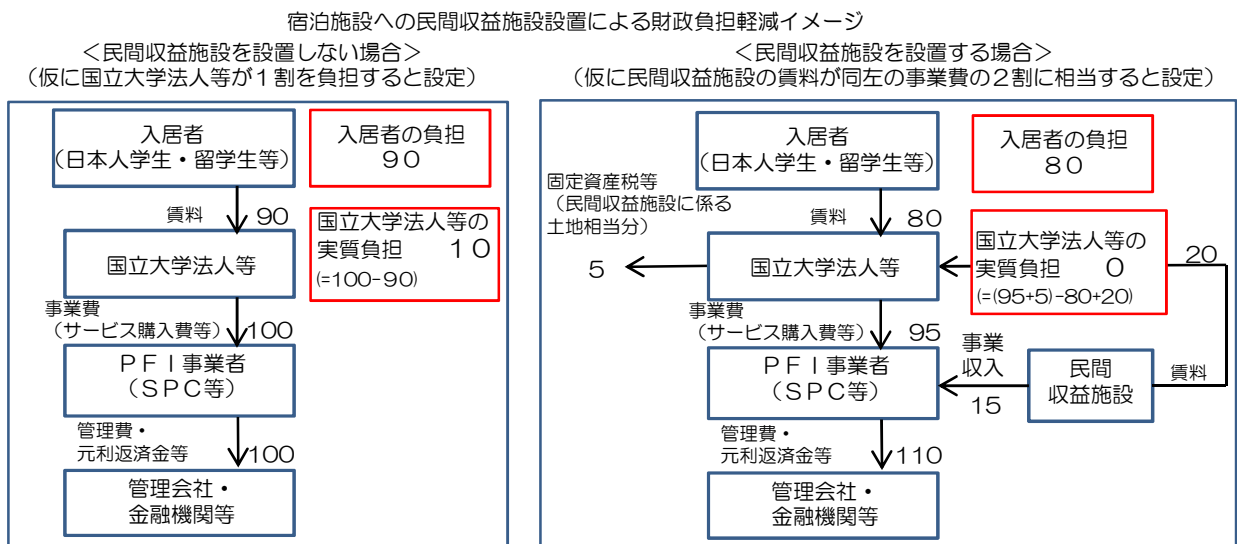 宿泊施設への民間収益施設設置による財政負担軽減イメージ
＜民間収益施設を設置しない場合＞
（仮に国立大学法人等が１割を負担すると設定）
入居者
（日本人学生・留学生等）
入居者の負担
９０
賃料
９０
国立大学法人等
国立大学法人等の
実質負担　１０
(=100-90)
事業費
（サービス購入費等）
１００
ＰＦＩ事業者
（ＳＰＣ等）
管理費・
元利返済金等
１００
管理会社・
金融機関等
＜民間収益施設を設置する場合＞
（仮に民間収益施設の賃料が同左の事業費の２割に相当すると設定）
入居者
（日本人学生・留学生等）
入居者の負担
８０
固定資産税等
（民間収益施設に係る
土地相当分）
５
賃料
８０
国立大学法人等
国立大学法人等の
実質負担　０
(=(95+5)-80+20)
２０
事業費
（サービス購入費等）
９５
ＰＦＩ事業者
（ＳＰＣ等）
事業
収入
１５
民間
収益施設
賃料
管理費・
元利返済金等
１１０
管理会社・
金融機関等